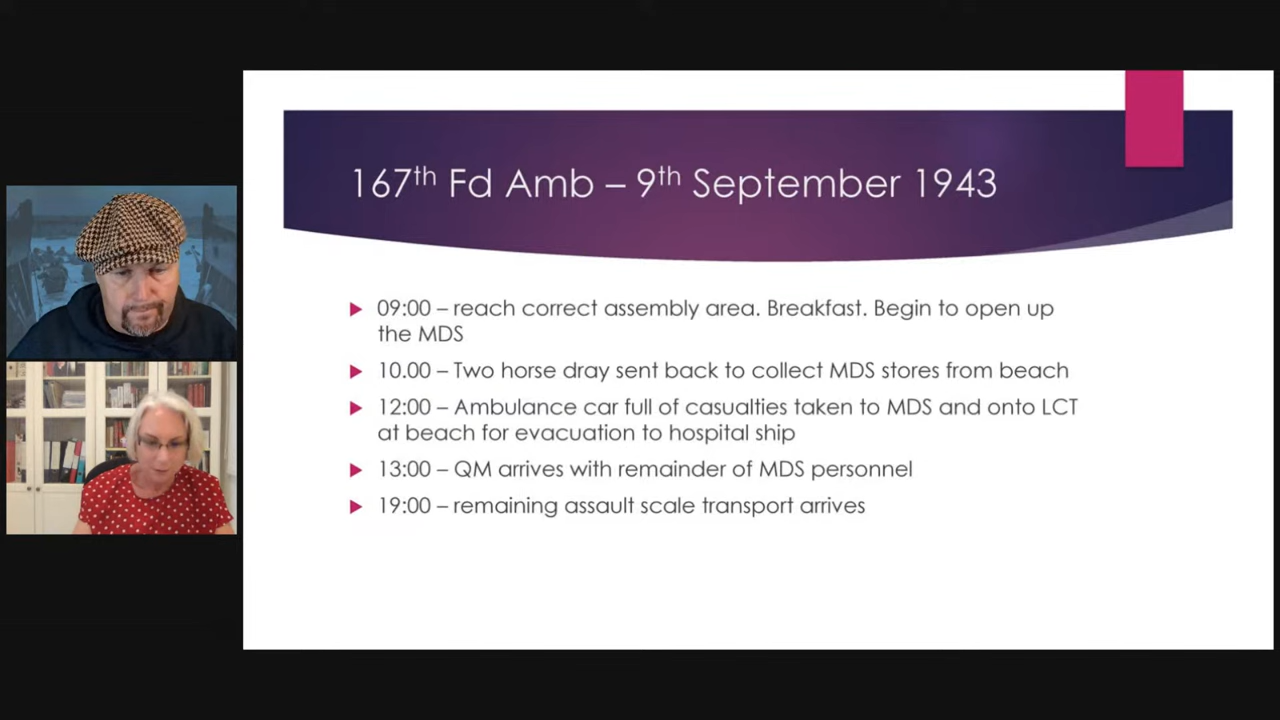 167th Fd Amb – 9th September 1943
09:00 – reach correct assembly area. Breakfast. Begin to open up
the MDS
10.00 – Two horse dray sent back to collect MDS stores from beach
12:00 – Ambulance car full of casualties taken to MDS and onto LCT
at beach for evacuation to hospital ship
13:00 – QM arrives with remainder of MDS personnel
19:00 – remaining assault scale transport arrives